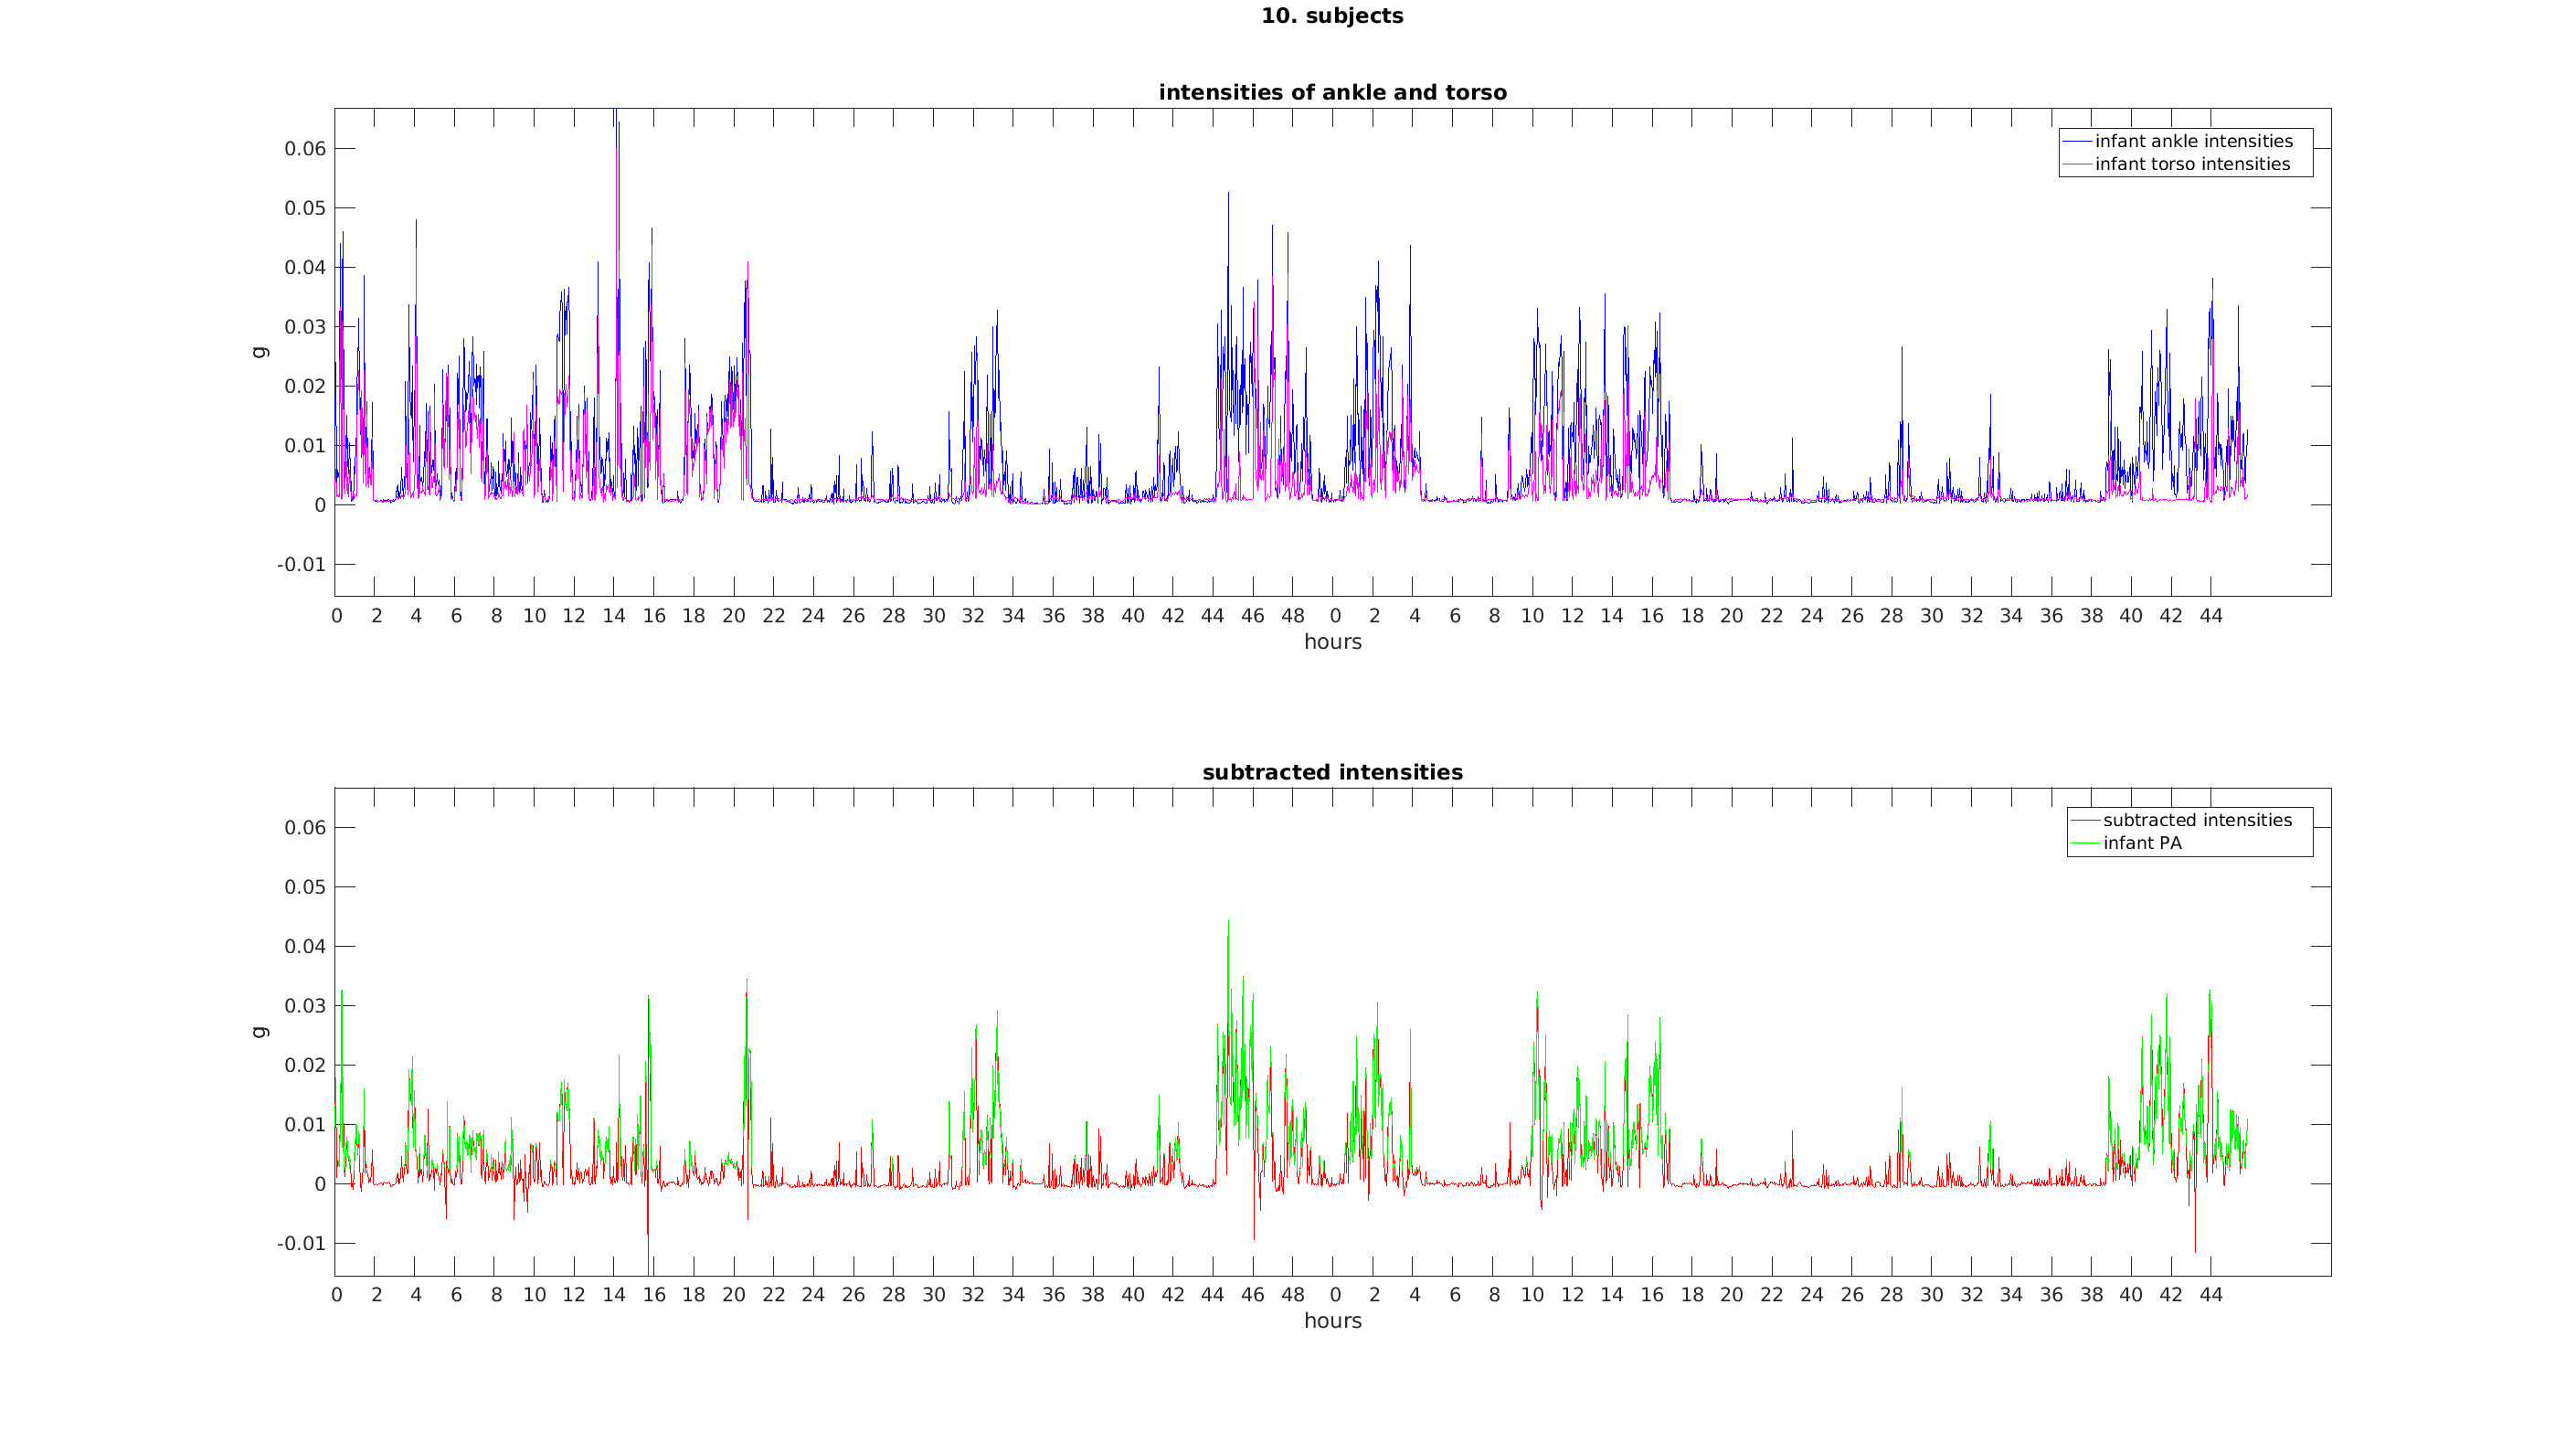 10. subjects
intensities of ankle and torso
infant ankle intensities
infant torso intensities
0.06
0.05
0.04
0.03
0.02
0.01
0
-0.01
g
0 2 4 6 8 10 12 14 16 18 20 22 24 26 28 30 32 34 36 38 40 42 44 46 48 0 2 4 6 8 10 12 14 16 18 20 22 24 26 28 30 32 34 36 38 40 42 44
hours
subtracted intensities
subtracted intensities
infant PA
0.06
0.05
0.04
0.03
0.02
0.01
0
-0.01
g
0 2 4 6 8 10 12 14 16 18 20 22 24 26 28 30 32 34 36 38 40 42 44 46 48 0 2 4 6 8 10 12 14 16 18 20 22 24 26 28 30 32 34 36 38 40 42 44
hours